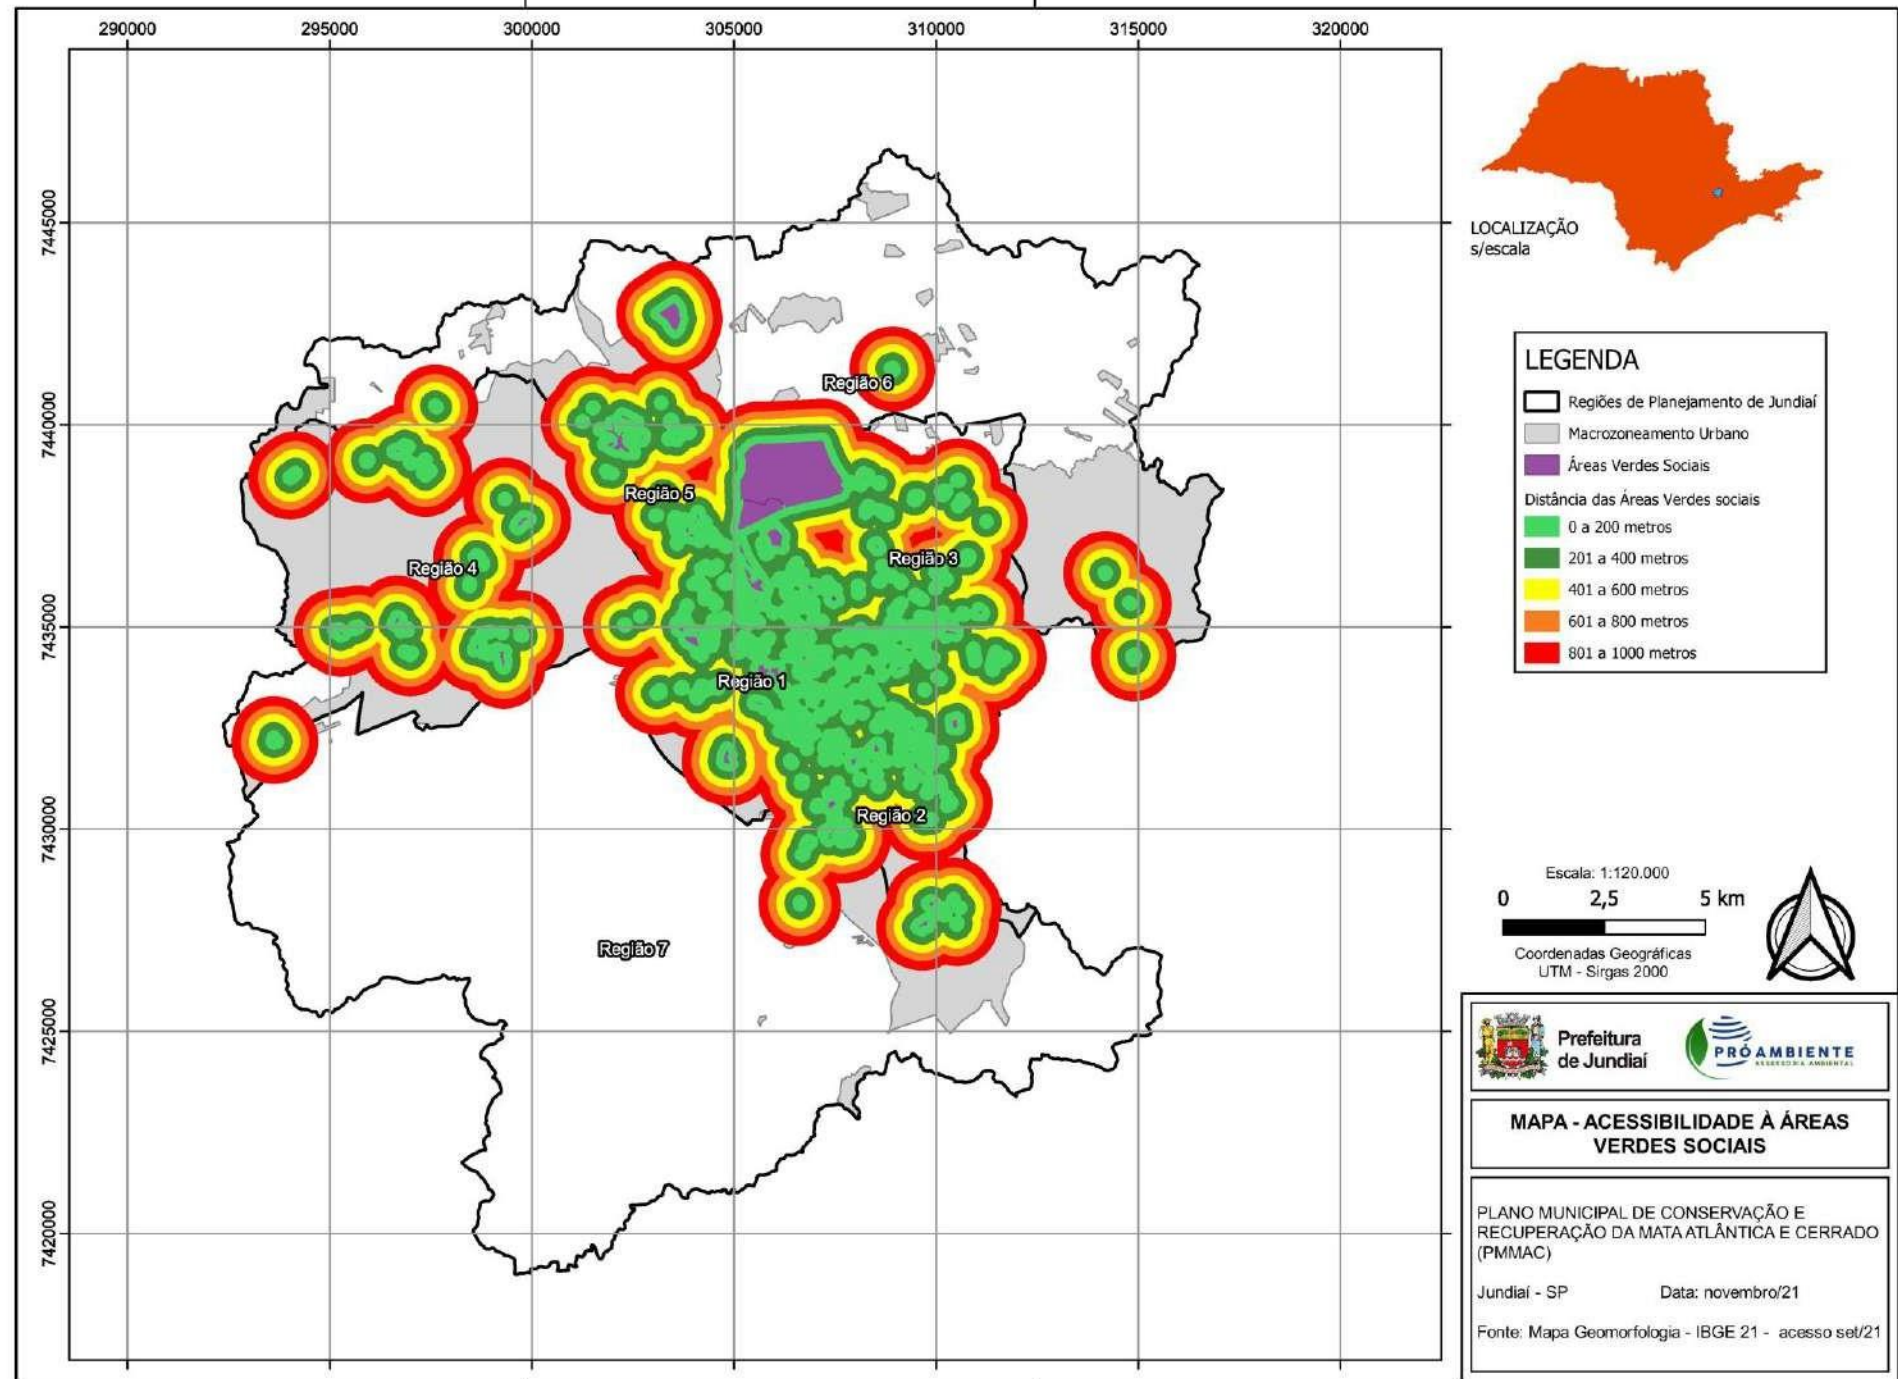 290000 295000 300000 305000 310000 315000 320000
7445000
7440000
7435000
7430000
7425000
7420000
Região 6
Região 5
Região 3
Região 4
Região 1
Região 2
Região 7
LOCALIZAÇÃO
s/escala
LEGENDA
Regiões de Planejamento de Jundiaí
Macrozoneamento Urbano
Áreas Verdes Sociais
Distância das Áreas Verdes sociais
0 a 200 metros
201 a 400 metros
401 a 600 metros
601 a 800 metros
801 a 1000 metros
Escala: 1:120.000
0 2,5 5 km
Coordenadas Geográficas
UTM - Sirgas 2000
Prefeitura
de Jundiaí
PRÓAMBIENTE
ASSESSORIA AMBIENTAL
MAPA - ACESSIBILIDADE À ÁREAS
VERDES SOCIAIS
PLANO MUNICIPAL DE CONSERVAÇÃO E
RECUPERAÇÃO DA MATA ATLÂNTICA E CERRADO
(PMMAC)
Jundiaí - SP Data: novembro/21
Fonte: Mapa Geomorfologia - IBGE 21 - acesso set/21